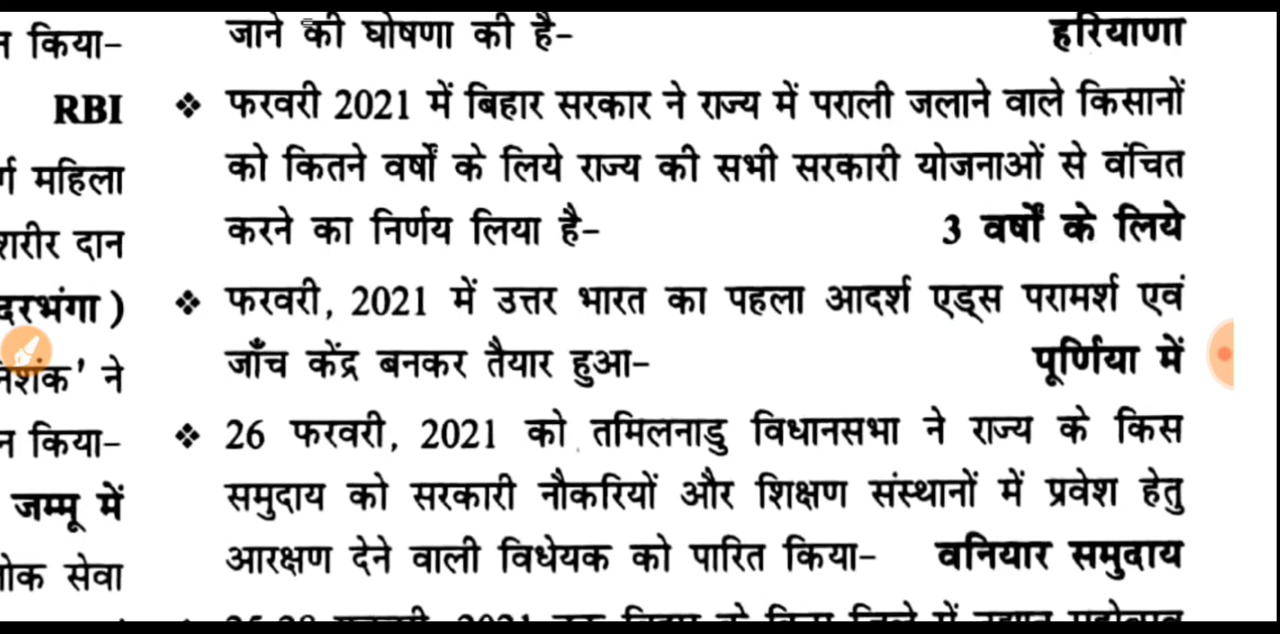 न किया–
RBI
महिला
शरीर दान
दरभंगा )
ने
न किया–
जम्मू में
सेवा
जाने की घोषणा की है–
हरियाणा
❖ फरवरी 2021 में बिहार सरकार ने राज्य में पराली जलाने वाले किसानों
को कितने वर्षों के लिये राज्य की सभी सरकारी योजनाओं से वंचित
करने का निर्णय लिया है– 3 वर्षों के लिये
❖ फरवरी, 2021 में उत्तर भारत का पहला आदर्श एड्स परामर्श एवं
जाँच केंद्र बनकर तैयार हुआ– पूर्णिया में
❖ 26 फरवरी, 2021 को तमिलनाडु विधानसभा ने राज्य के किस
समुदाय को सरकारी नौकरियों और शिक्षण संस्थानों में प्रवेश हेतु
आरक्षण देने वाली विधेयक को पारित किया– वनियार समुदाय